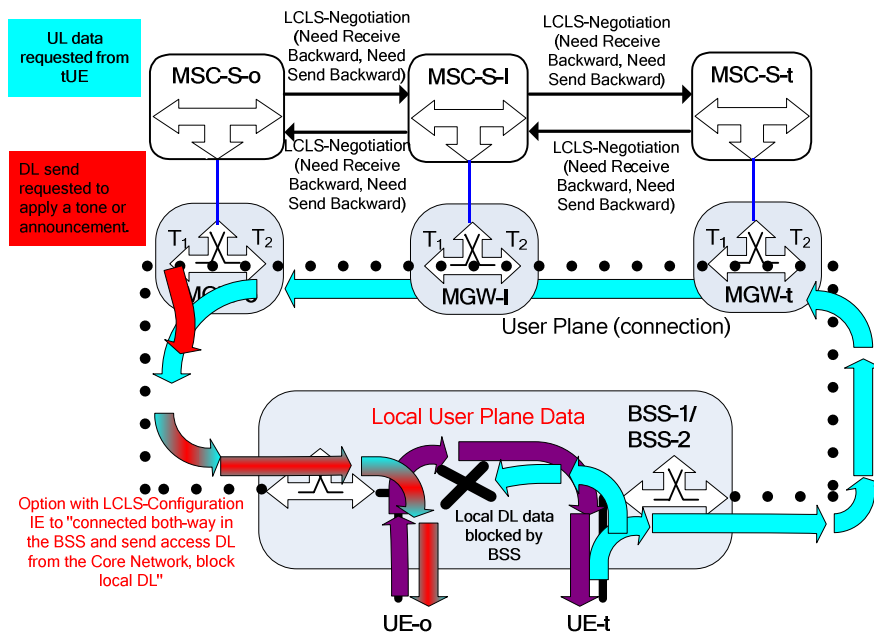 UL data
requested from
tUE
LCLS-Negotiation
(Need Receive
Backward, Need
Send Backward)
LCLS-Negotiation
(Need Receive
Backward, Need
Send Backward)
MSC-S-o
MSC-S-I
MSC-S-t
LCLS-Negotiation
(Need Receive
Backward, Need
Send Backward)
LCLS-Negotiation
(Need Receive
Backward, Need
Send Backward)
DL send
requested to
apply a tone or
announcement.
T1
T2
T1
T2
T1
T2
MGW-I
MGW-t
User Plane (connection)
Local User Plane Data
BSS-1/
BSS-2
Option with LCLS-Configuration
IE to "connected both-way in
the BSS and send access DL
from the Core Network, block
local DL"
Local DL data
blocked by
BSS
UE-o
UE-t